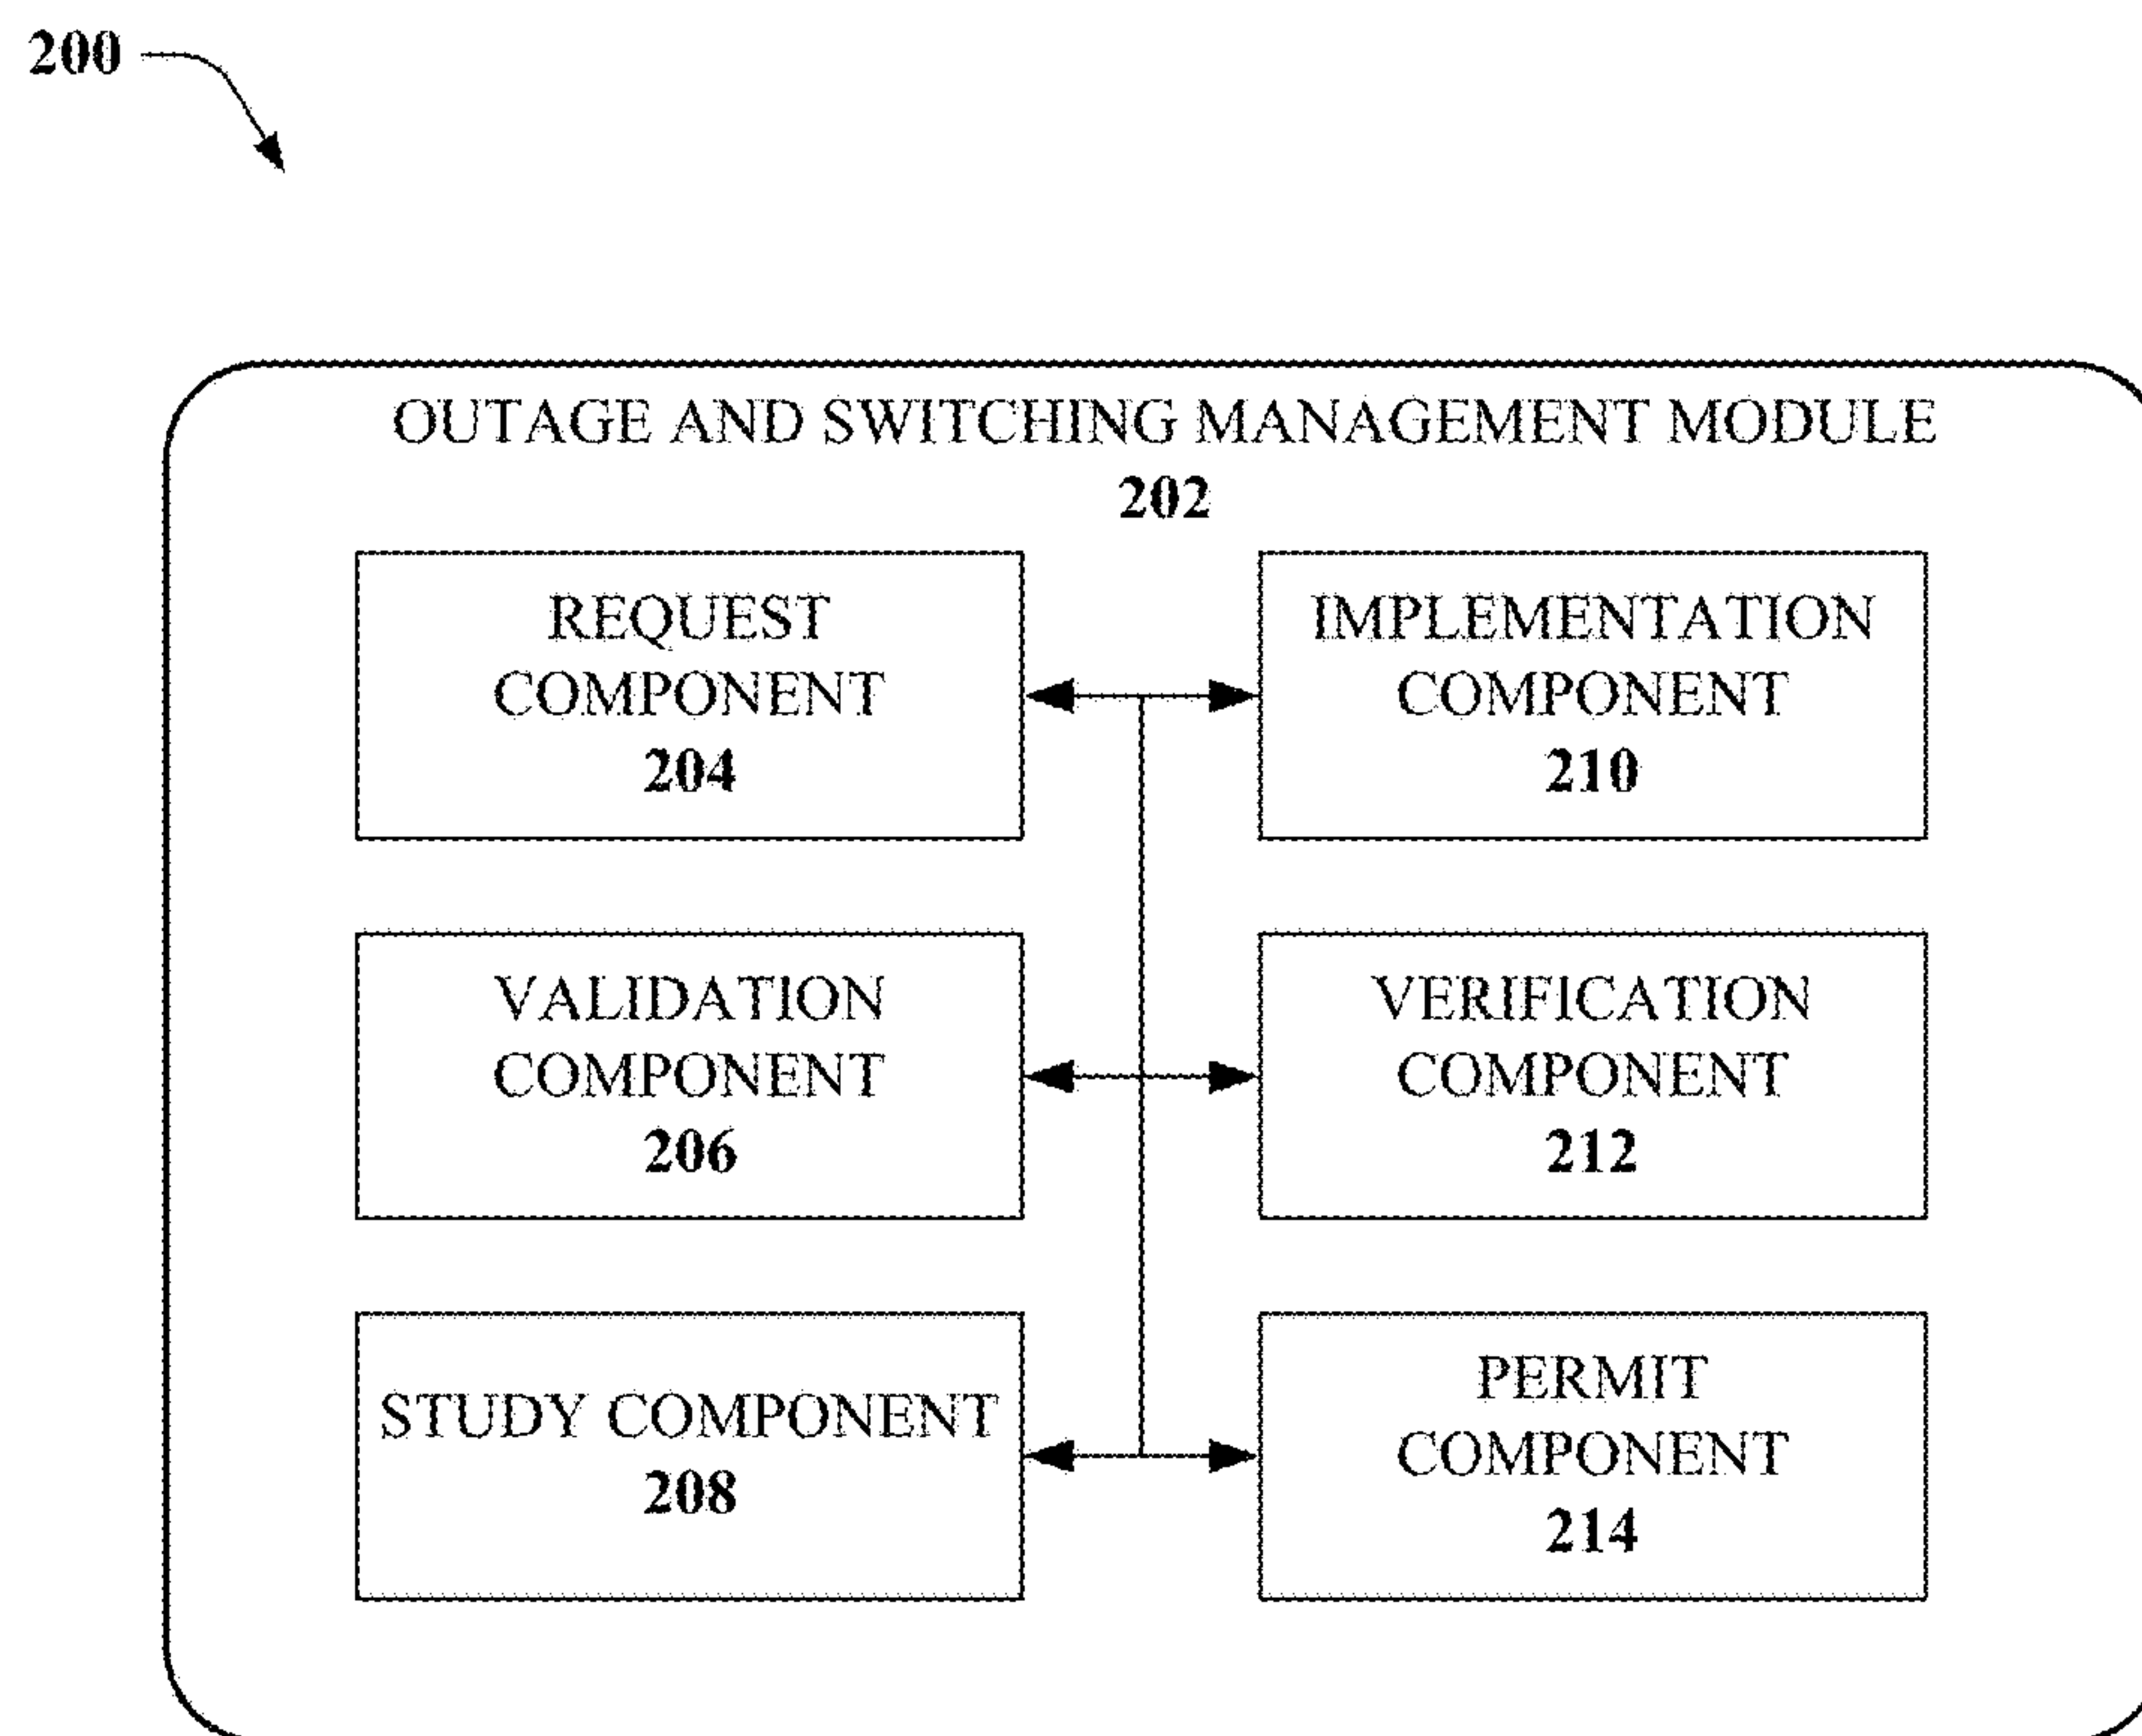 200
OUTAGE AND SWITCHING MANAGEMENT MODULE
202
REQUEST
COMPONENT
204
IMPLEMENTATION
COMPONENT
210
VALIDATION
COMPONENT
206
VERIFICATION
COMPONENT
212
STUDY COMPONENT
208
PERMIT
COMPONENT
214